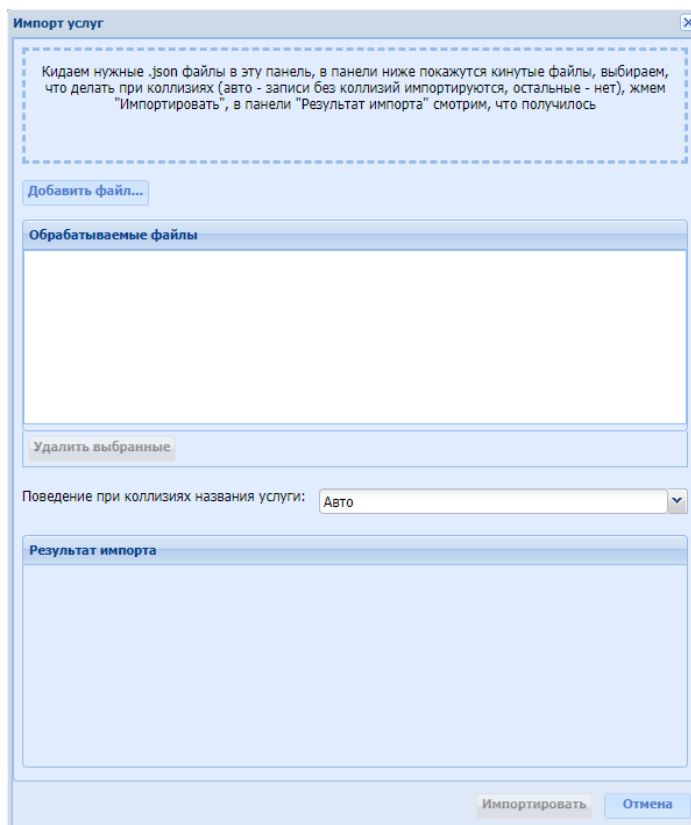 Импорт услуг
Кидаем нужные .json файлы в эту панель, в панели ниже покажутся кинутые файлы, выбираем,
что делать при коллизиях (авто - записи без коллизий импортируются, остальные - нет), жмем
"Импортировать", в панели "Результат импорта" смотрим, что получилось
Добавить файл...
Обрабатываемые файлы
Удалить выбранные
Поведение при коллизиях названия услуги:
Авто
Результат импорта
Импортировать
Отмена